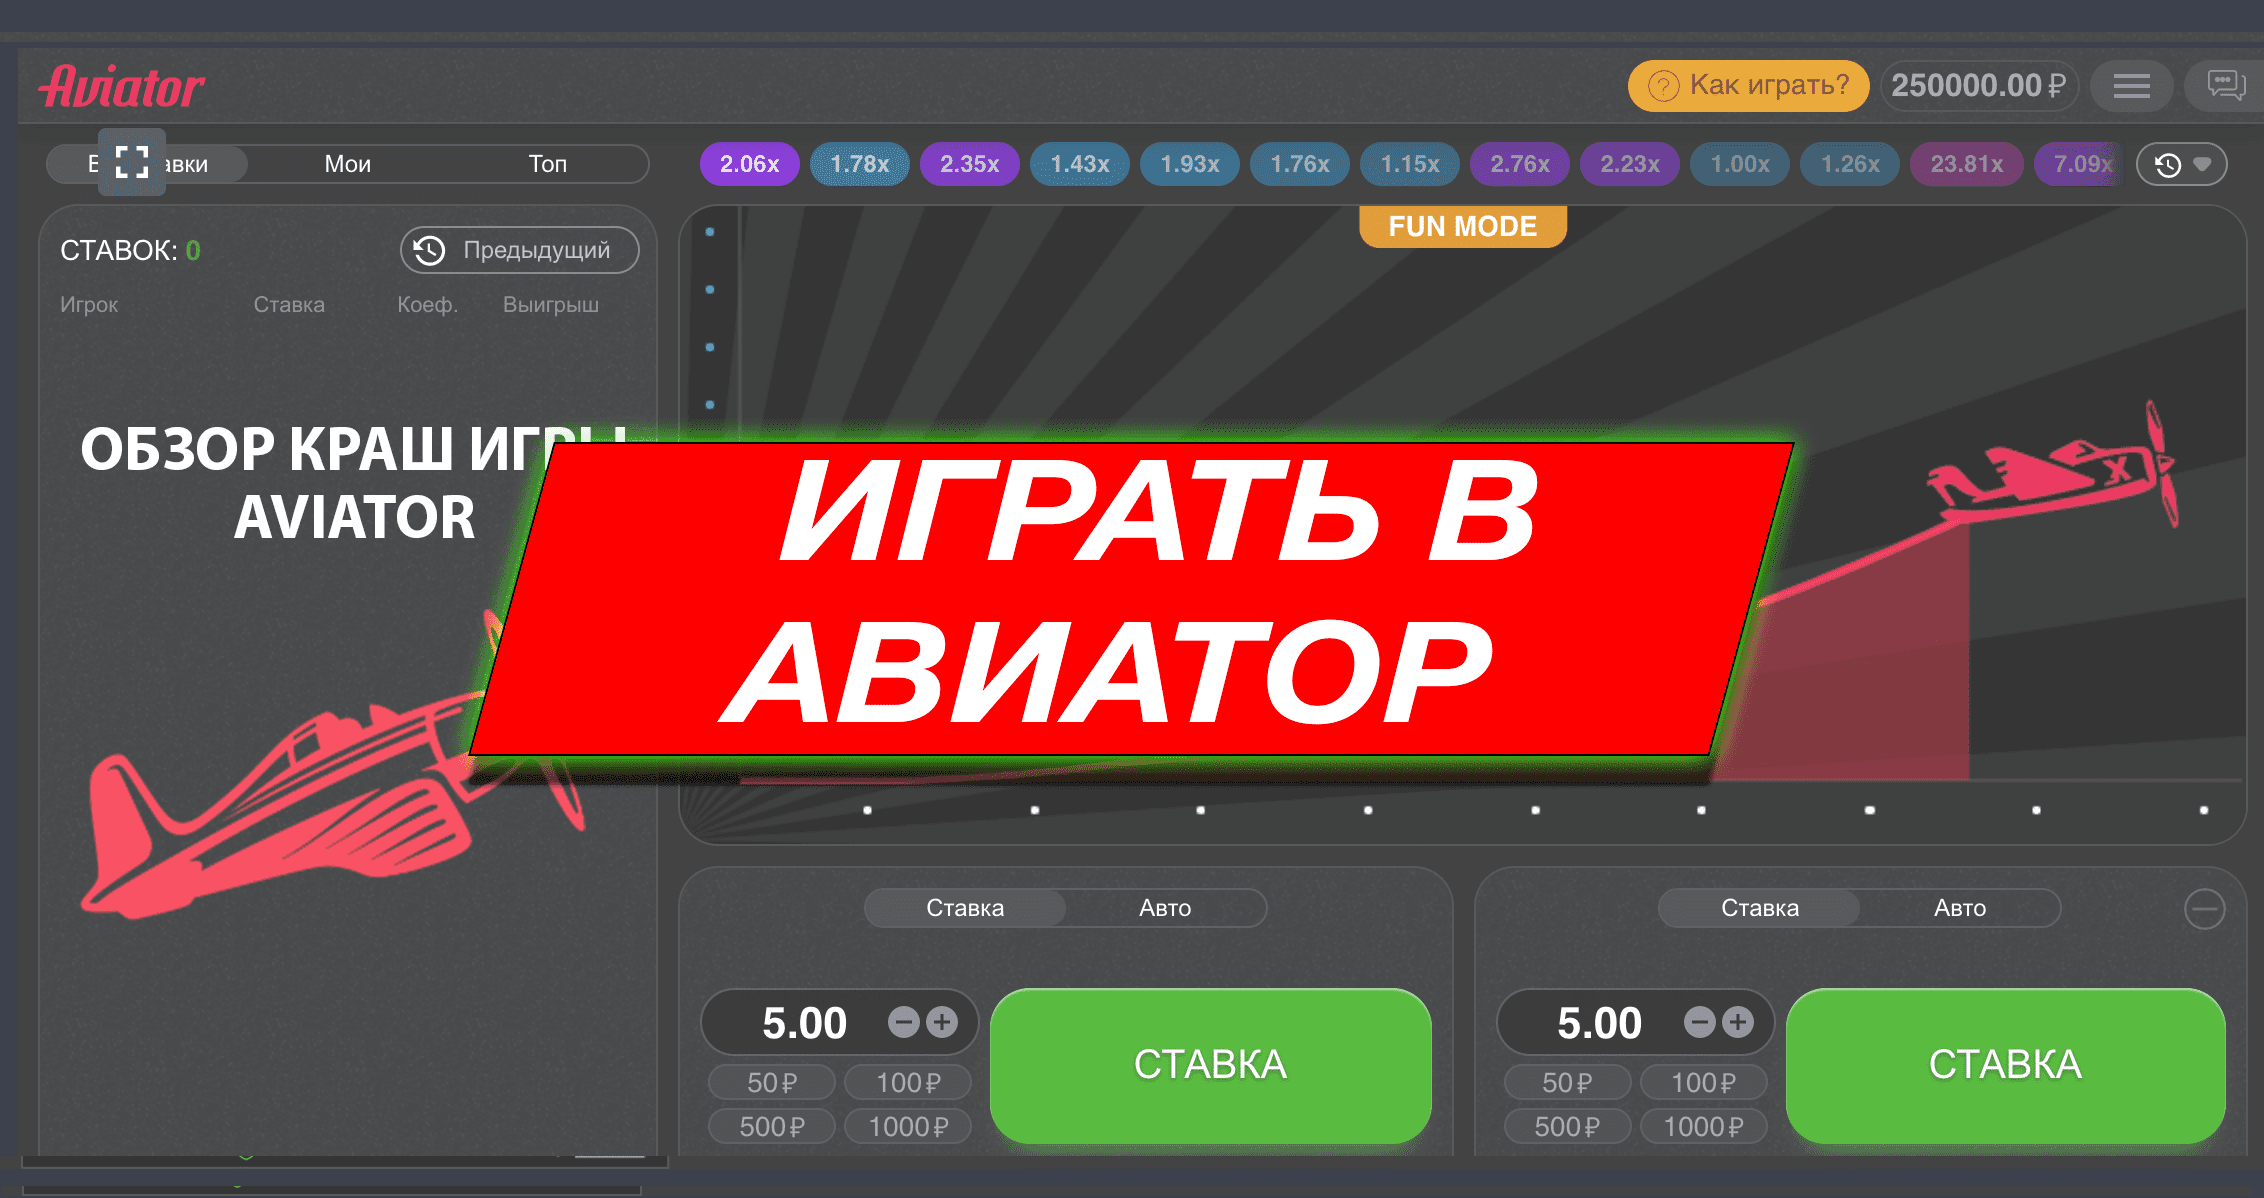 Aviator
Как играть?
250000.00 ₽
Мои
Топ
2.06x 1.78x 2.35x 1.43x 1.93x 1.76x 1.15x 2.76x 2.23x 1.00x 1.26x 23.81x 7.09x
FUN MODE
СТАВОК: 0
Предыдущий
Игрок Ставка Коеф. Выигрыш
ОБЗОР КРАШ ИГРЫ
AVIATOR
ИГРАТЬ В
АВИАТОР
X
Ставка Авто
5.00
50₽ 100₽
500₽ 1000₽
СТАВКА
Ставка Авто
5.00
50₽ 100₽
500₽ 1000₽
СТАВКА